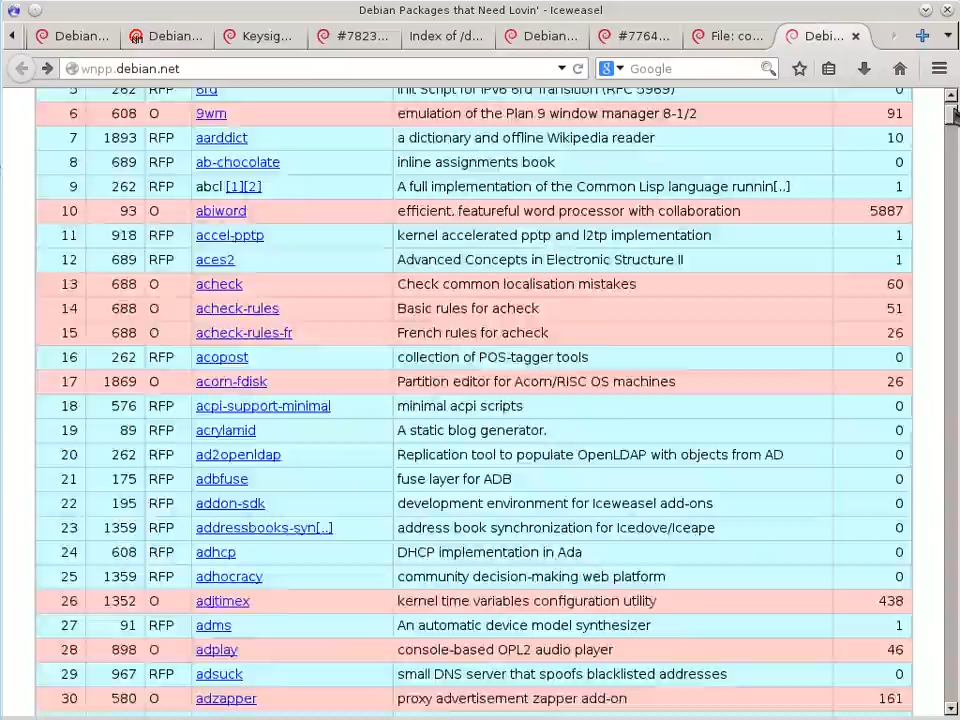 Debian Packages that Need Lovin' - Iceweasel
Debian... Debian... Keysig... #7823... Index of /d... Debian... #7764... File: co... Debi...
wnpp.debian.net Google
5 262 RFP 6rd Init Script for IPv6 6rd Transition (RFC 5969) 0
6 608 O 9wm emulation of the Plan 9 window manager 8-1/2 91
7 1893 RFP aarddict a dictionary and offline Wikipedia reader 10
8 689 RFP ab-chocolate inline assignments book 0
9 262 RFP abcl [1][2] A full implementation of the Common Lisp language runnin[..] 1
10 93 O abiword efficient, featureful word processor with collaboration 5887
11 918 RFP accel-pptp kernel accelerated pptp and l2tp implementation 1
12 689 RFP aces2 Advanced Concepts in Electronic Structure II 1
13 688 O acheck Check common localisation mistakes 60
14 688 O acheck-rules Basic rules for acheck 51
15 688 O acheck-rules-fr French rules for acheck 26
16 262 RFP acopost collection of POS-tagger tools 0
17 1869 O acorn-fdisk Partition editor for Acorn/RISC OS machines 26
18 576 RFP acpi-support-minimal minimal acpi scripts 0
19 89 RFP acrylamid A static blog generator. 0
20 262 RFP ad2openldap Replication tool to populate OpenLDAP with objects from AD 0
21 175 RFP adbfuse fuse layer for ADB 0
22 195 RFP addon-sdk development environment for Iceweasel add-ons 0
23 1359 RFP addressbooks-syn[..] address book synchronization for Icedove/Iceape 0
24 608 RFP adhcp DHCP implementation in Ada 0
25 1359 RFP adhocracy community decision-making web platform 0
26 1352 O adjtimex kernel time variables configuration utility 438
27 91 RFP adms An automatic device model synthesizer 1
28 898 O adplay console-based OPL2 audio player 46
29 967 RFP adsuck small DNS server that spoofs blacklisted addresses 0
30 580 O adzapper proxy advertisement zapper add-on 161